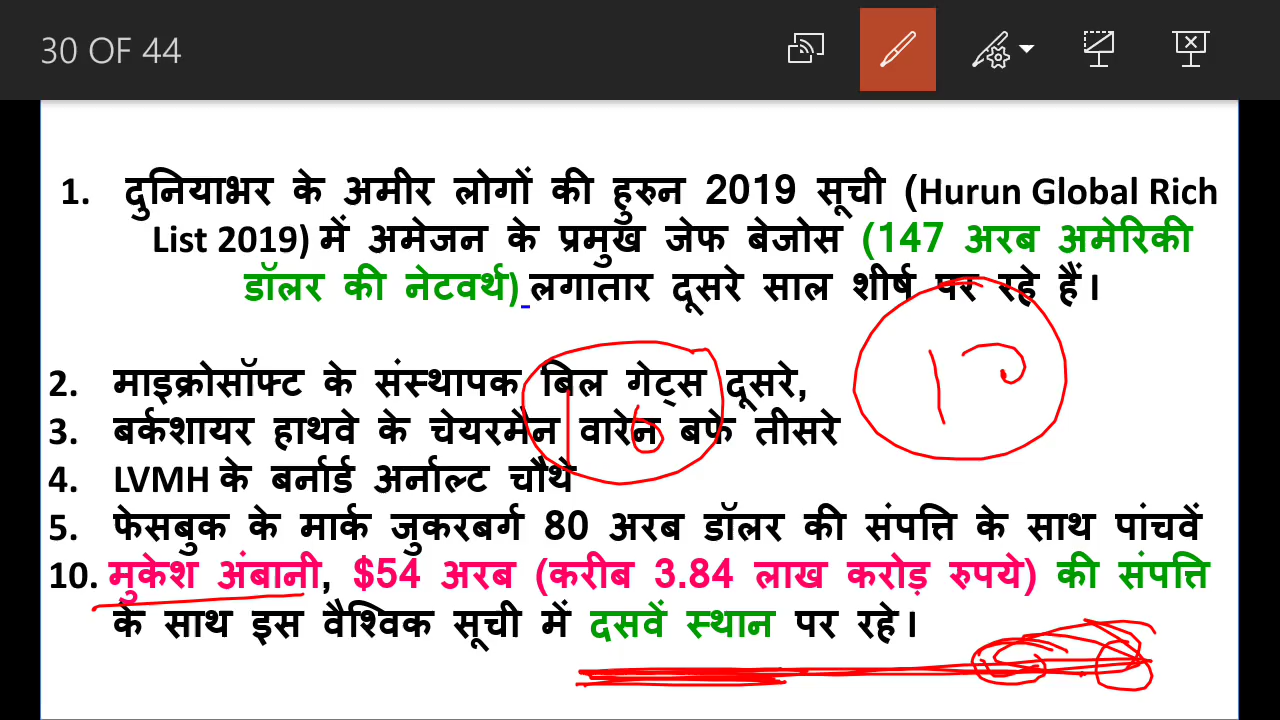 30 OF 44
1. दुनियाभर के अमीर लोगों की हुरुन 2019 सूची (Hurun Global Rich
List 2019) में अमेजन के प्रमुख जेफ बेजोस (147 अरब अमेरिकी
डॉलर की नेटवर्थ) लगातार दूसरे साल शीर्ष पर रहे हैं।
2. माइक्रोसॉफ्ट के संस्थापक बिल गेट्स दूसरे,
3. बर्कशायर हाथवे के चेयरमैन वारेन बफे तीसरे
4. LVMH के बर्नार्ड अर्नाल्ट चौथे
5. फेसबुक के मार्क जुकरबर्ग 80 अरब डॉलर की संपत्ति के साथ पांचवें
10. मुकेश अंबानी, $54 अरब (करीब 3.84 लाख करोड़ रुपये) की संपत्ति
के साथ इस वैश्विक सूची में दसवें स्थान पर रहे।